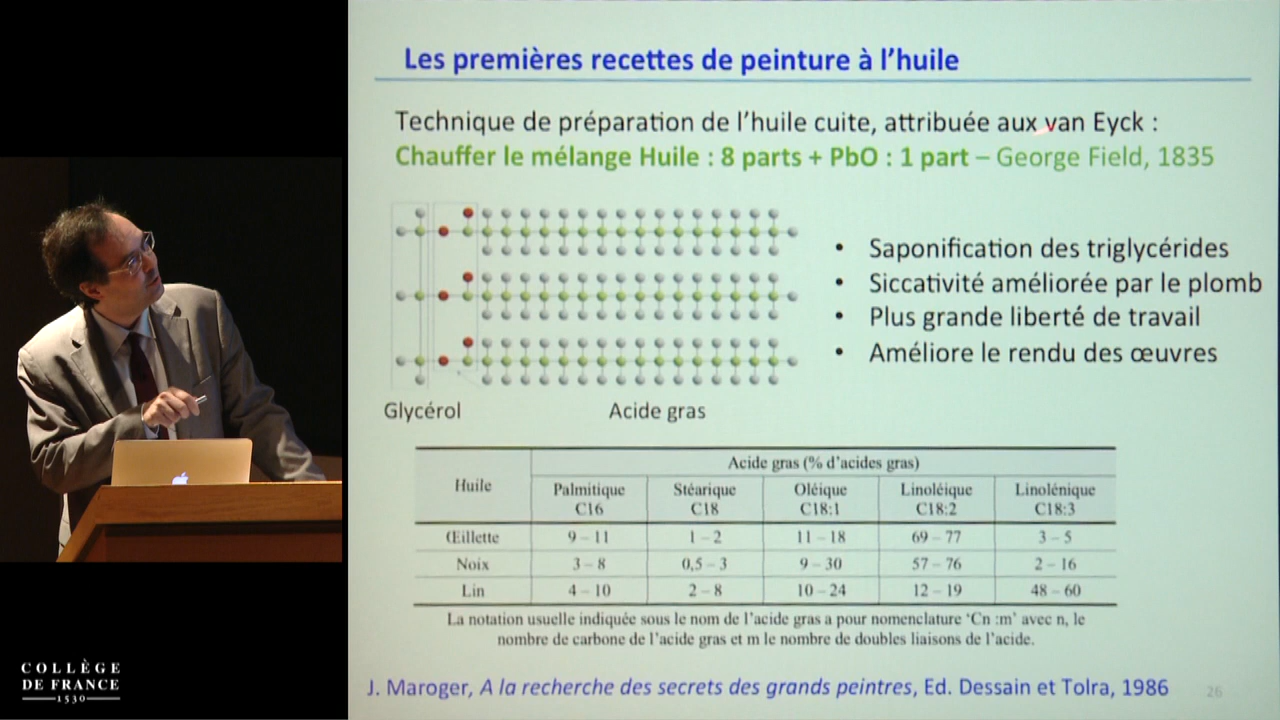 Les premières recettes de peinture à l’huile
Technique de préparation de l’huile cuite, attribuée aux van Eyck :
Chauffer le mélange Huile : 8 parts + PbO : 1 part – George Field, 1835
• Saponification des triglycérides
• Siccativité améliorée par le plomb
• Plus grande liberté de travail
• Améliore le rendu des œuvres
Glycérol Acide gras
Huile Acide gras (% d’acides gras)
Palmitique Stéarique Oléique Linoléique Linolénique
C16 C18 C18:1 C18:2 C18:3
Œillette 9 – 11 1 – 2 11 – 18 69 – 77 3 – 5
Noix 3 – 8 0,5 – 3 9 – 30 57 – 76 2 – 16
Lin 4 – 10 2 – 8 10 – 24 12 – 19 48 – 60
La notation usuelle indiquée sous le nom de l’acide gras a pour nomenclature ‘Cn :m’ avec n, le
nombre de carbone de l’acide gras et m le nombre de doubles liaisons de l’acide.
J. Maroger, A la recherche des secrets des grands peintres, Ed. Dessain et Tolra, 1986
26
COLLÈGE
DE FRANCE
1530